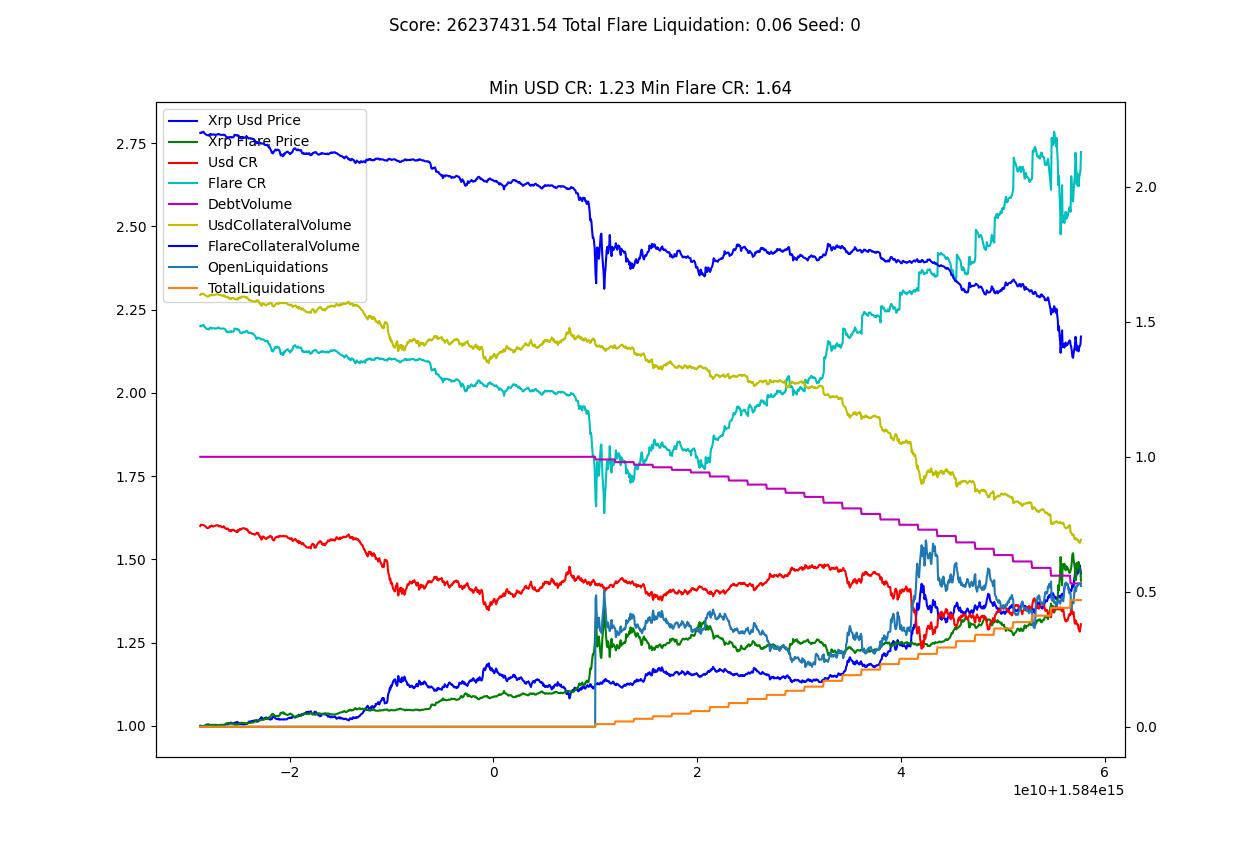 Score: 26237431.54 Total Flare Liquidation: 0.06 Seed: 0
Min USD CR: 1.23 Min Flare CR: 1.64
Xrp Usd Price
Xrp Flare Price
Usd CR
Flare CR
DebtVolume
UsdCollateralVolume
FlareCollateralVolume
OpenLiquidations
TotalLiquidations
2.75
2.50
2.25
2.00
1.75
1.50
1.25
1.00
2.0
1.5
1.0
0.5
0.0
−2 0 2 4 6
1e10+1.584e15